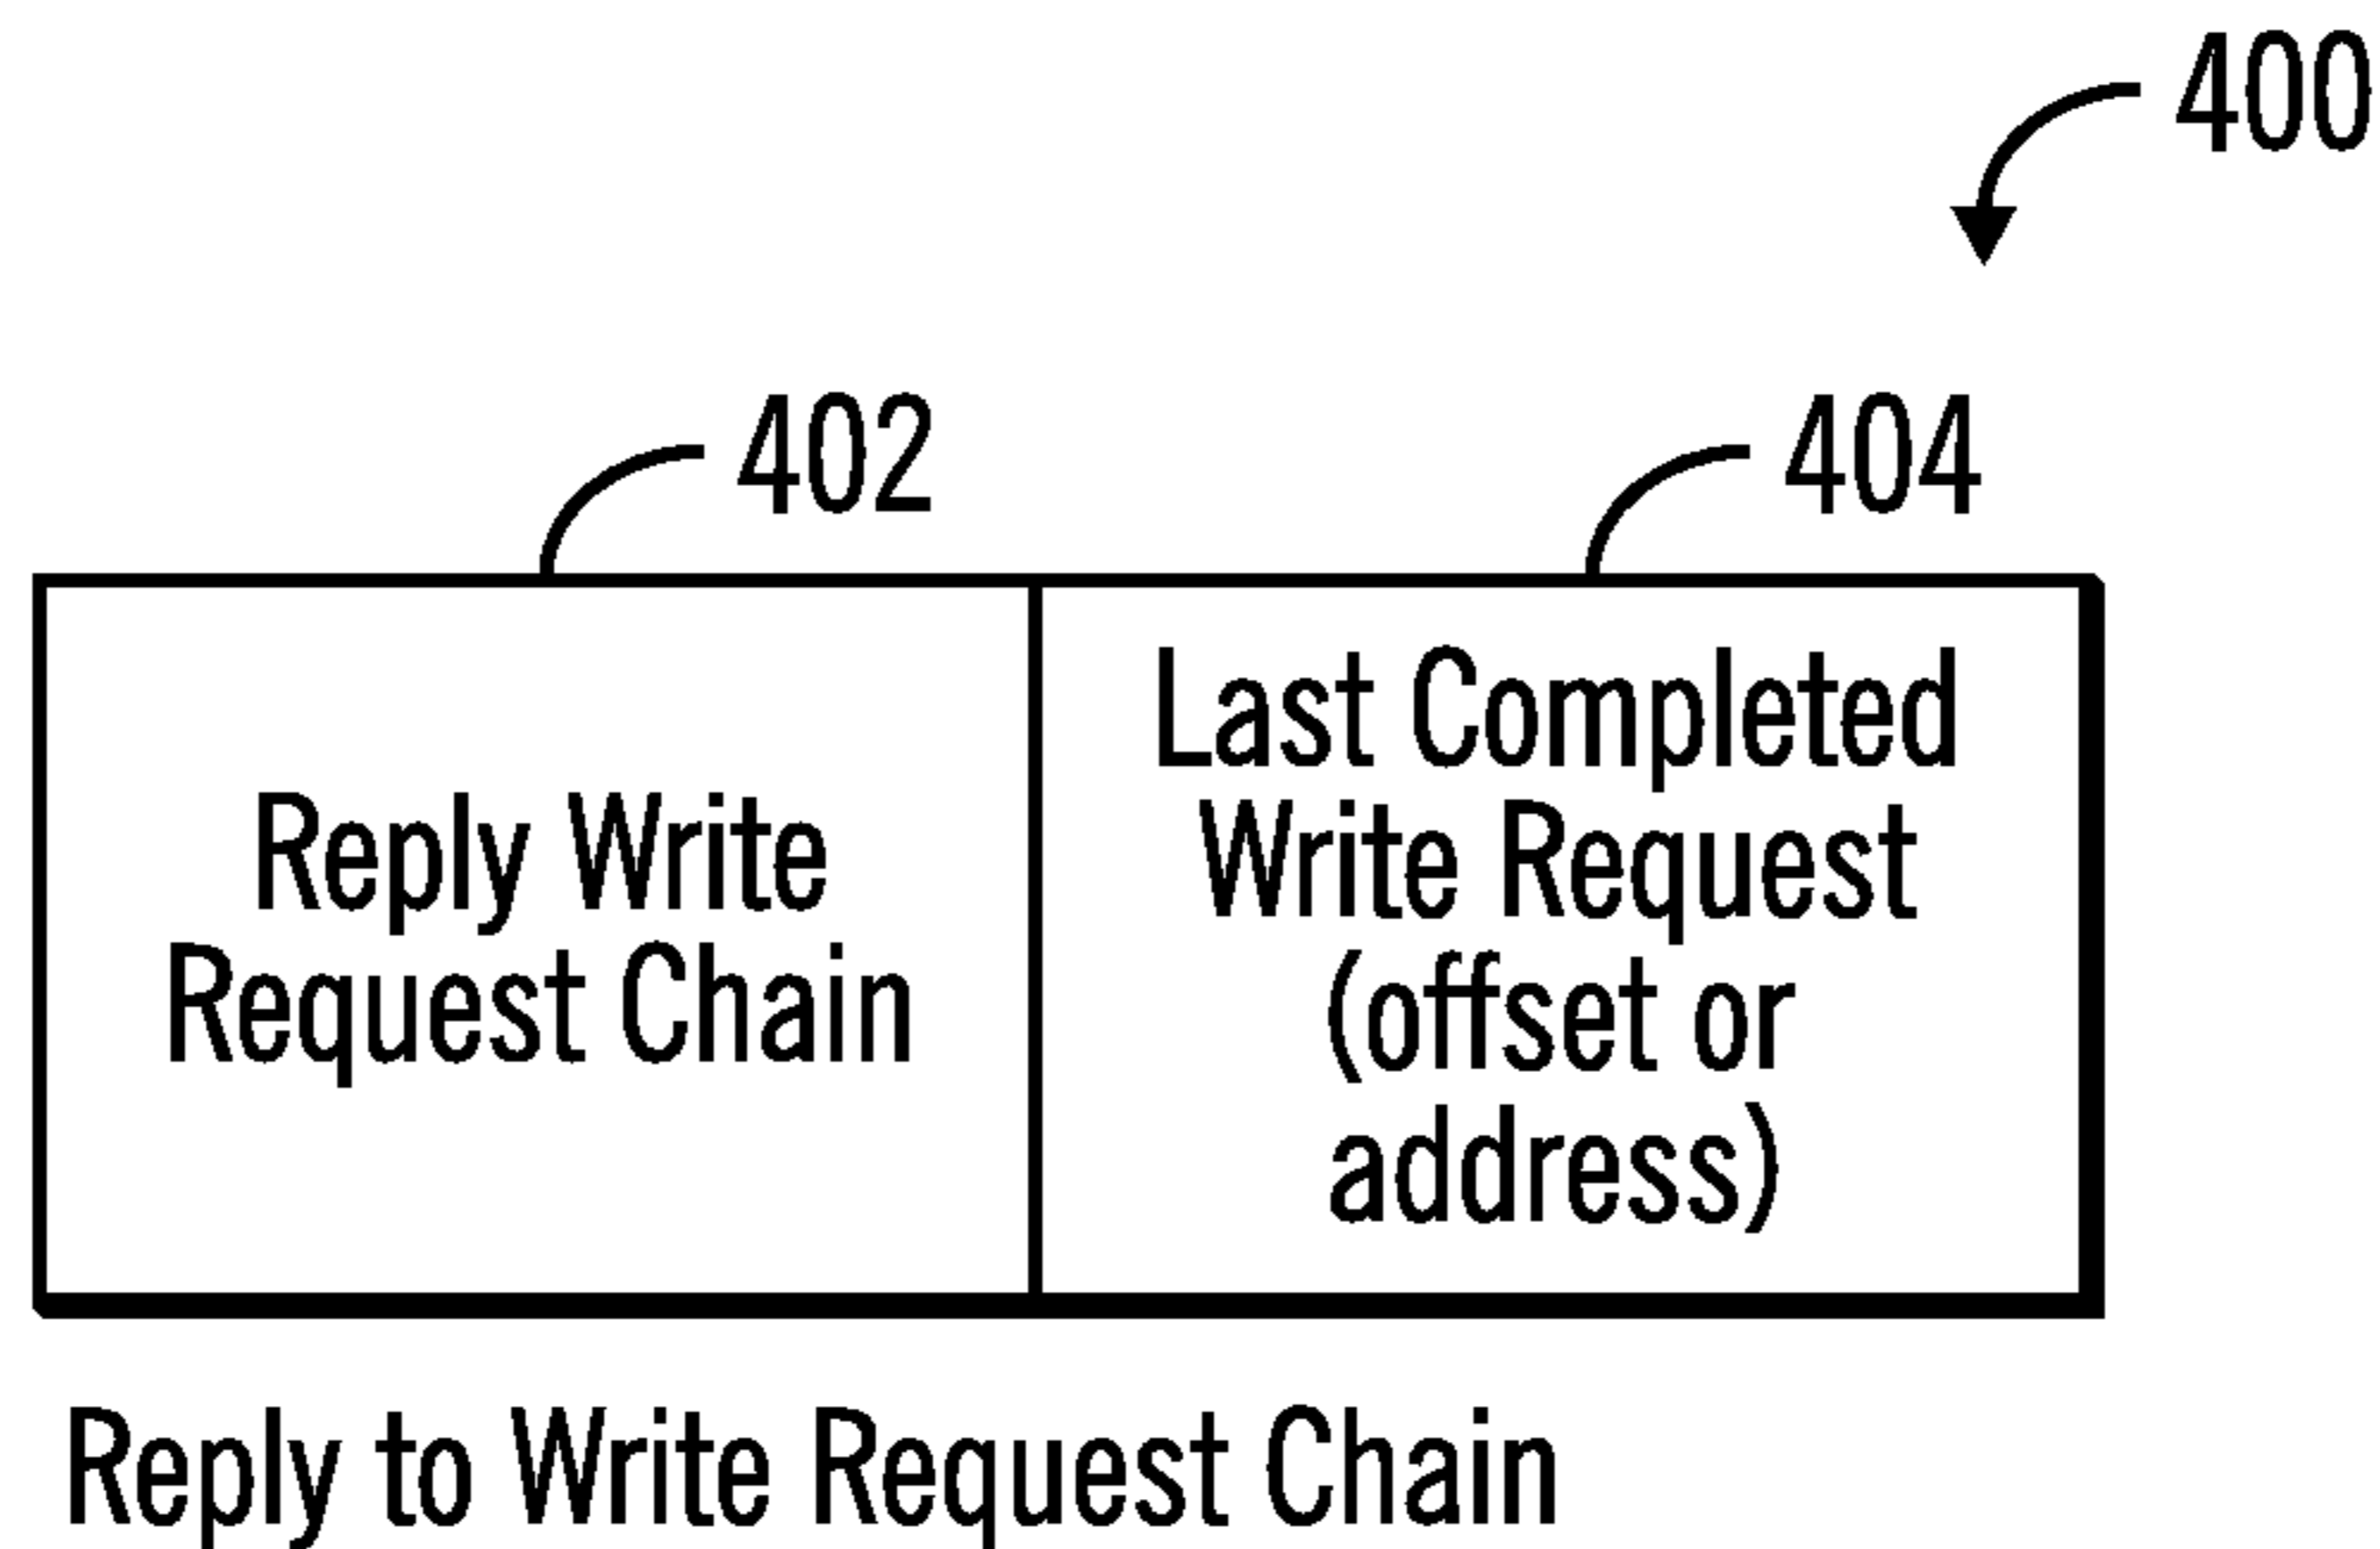 400
402
404
Reply Write
Request Chain
Last Completed
Write Request
(offset or
address)
Reply to Write Request Chain